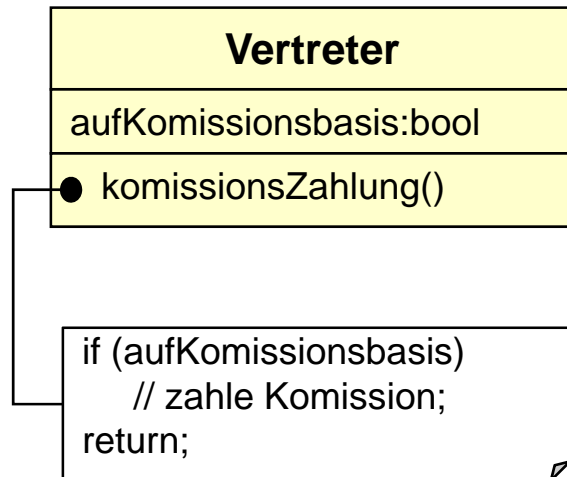 Vertreter
aufKomissionsbasis:bool
komissionsZahlung()
if (aufKomissionsbasis)
// zahle Komission;
return;